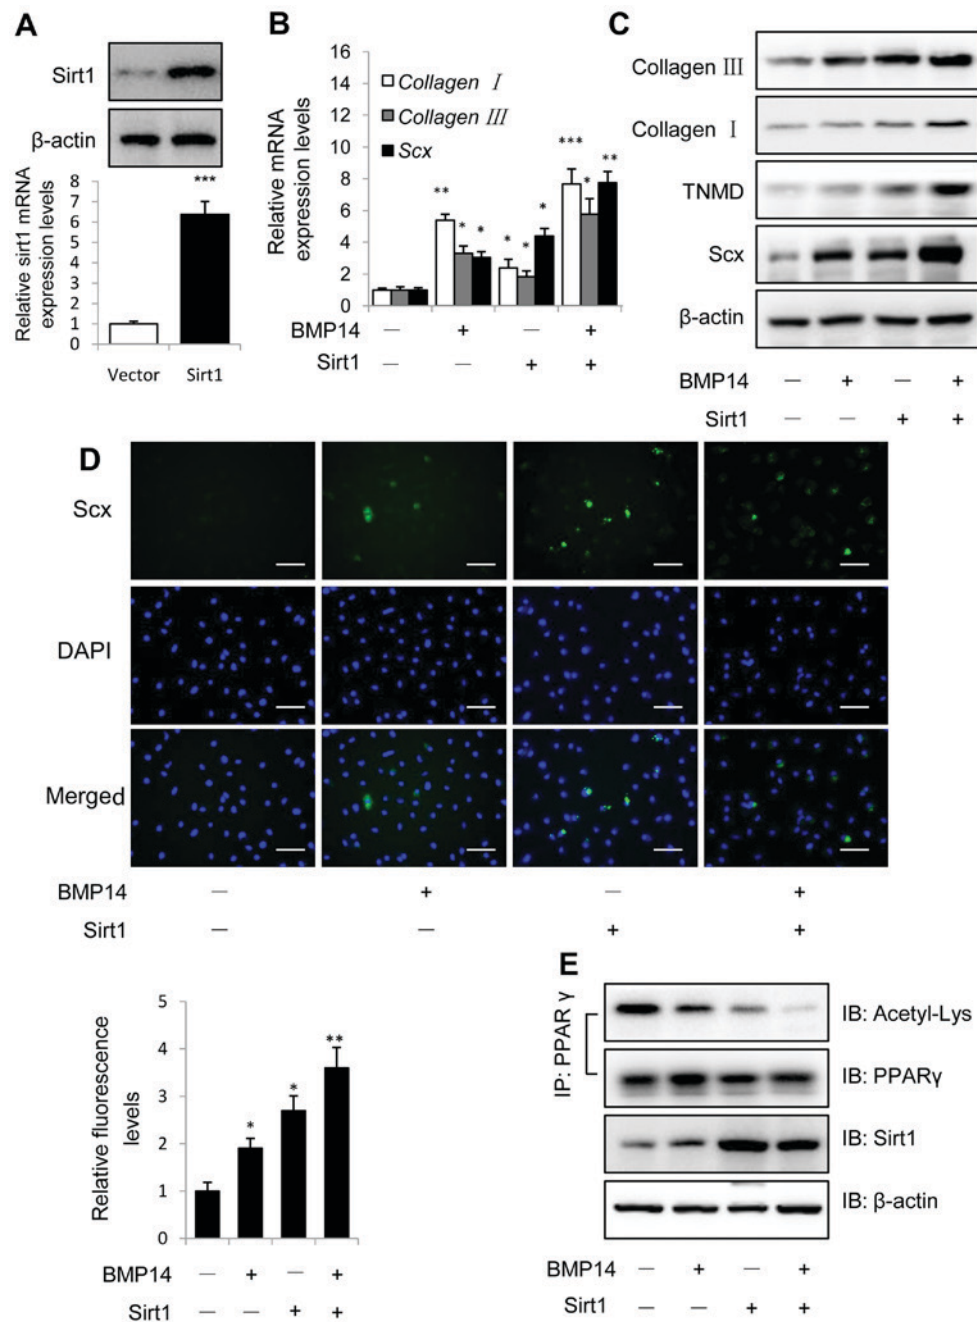 A
Sirt1
β-actin
***
Relative sirt1 mRNA
expression levels
8
7
6
5
4
3
2
1
0
Vector Sirt1
B
Relative mRNA
expression levels
16
14
12
10
8
6
4
2
0
Collagen I
Collagen III
Scx
** * * * * * *** * **
BMP14 — + — +
Sirt1 — — + +
C
Collagen III
Collagen I
TNMD
Scx
β-actin
BMP14 — + — +
Sirt1 — — + +
D
Scx
DAPI
Merged
BMP14 — + — +
Sirt1 — — + +
Relative fluorescence
levels
5
4
3
2
1
0
* * **
BMP14 — + — +
Sirt1 — — + +
E
IP: PPAR γ
IB: Acetyl-Lys
IB: PPARγ
IB: Sirt1
IB: β-actin
BMP14 — + — +
Sirt1 — — + +